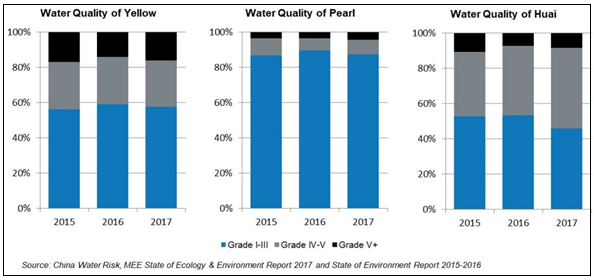 Water Quality of Yellow
100%
80%
60%
40%
20%
0%
2015 2016 2017
Water Quality of Pearl
100%
80%
60%
40%
20%
0%
2015 2016 2017
Water Quality of Huai
100%
80%
60%
40%
20%
0%
2015 2016 2017
Grade I-III Grade IV-V Grade V+
Source: China Water Risk, MEE State of Ecology & Environment Report 2017 and State of Environment Report 2015-2016